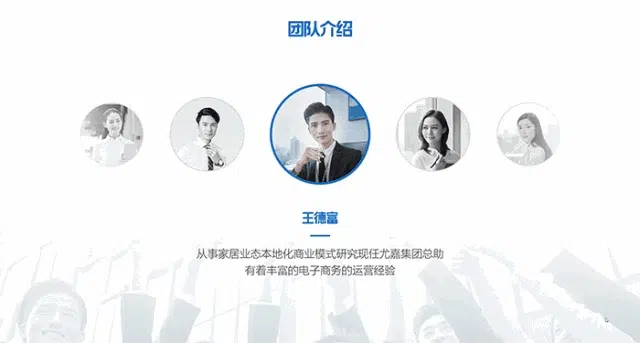 团队介绍
王德富
从事家居业态本地化商业模式研究现任尤嘉集团总助
有着丰富的电子商务的运营经验